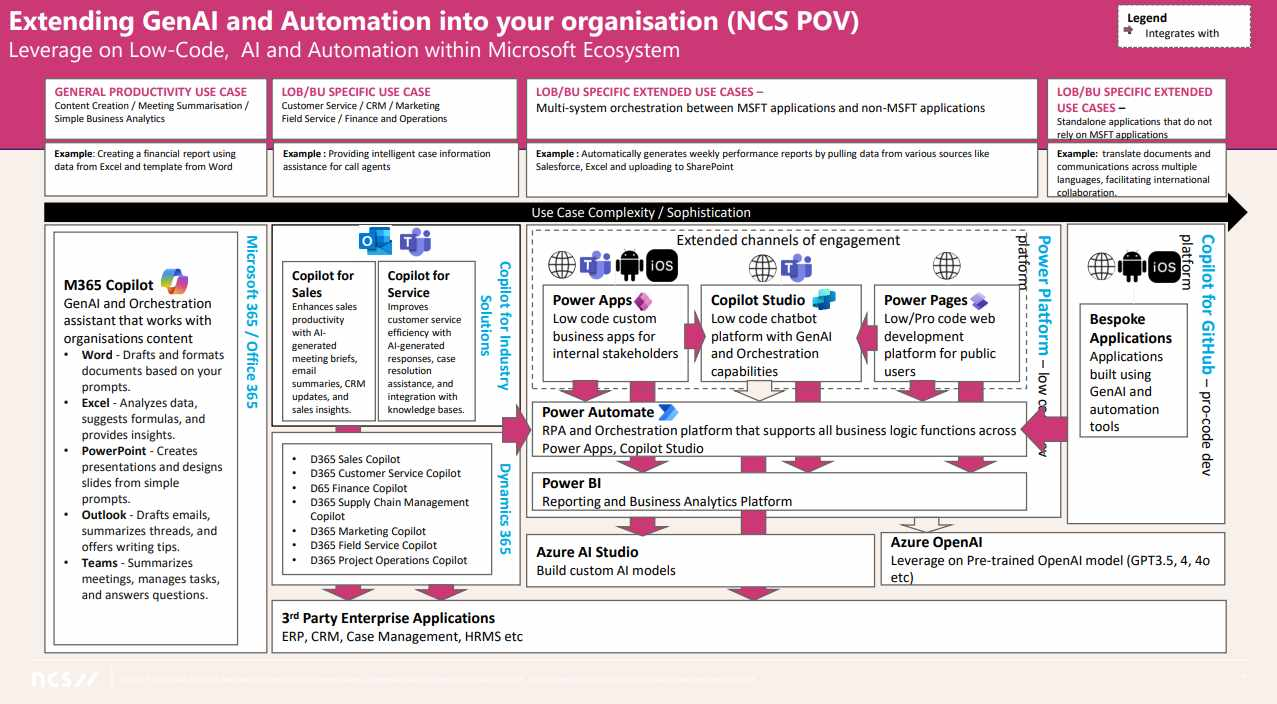 Extending GenAI and Automation into your organisation (NCS POV)
Leverage on Low-Code, AI and Automation within Microsoft Ecosystem
Legend
Integrates with
GENERAL PRODUCTIVITY USE CASE
Content Creation / Meeting Summarisation /
Simple Business Analytics
LOB/BU SPECIFIC USE CASE
Customer Service / CRM / Marketing
Field Service / Finance and Operations
LOB/BU SPECIFIC EXTENDED USE CASES –
Multi-system orchestration between MSFT applications and non-MSFT applications
LOB/BU SPECIFIC EXTENDED
USE CASES –
Standalone applications that do not
rely on MSFT applications
Example: Creating a financial report using
data from Excel and template from Word
Example : Providing intelligent case information
assistance for call agents
Example : Automatically generates weekly performance reports by pulling data from various sources like
Salesforce, Excel and uploading to SharePoint
Example: translate documents and
communications across multiple
languages, facilitating international
collaboration.
Use Case Complexity / Sophistication
M365 Copilot
GenAI and Orchestration
assistant that works with
organisations content
• Word - Drafts and formats
documents based on your
prompts.
• Excel - Analyzes data,
suggests formulas, and
provides insights.
• PowerPoint - Creates
presentations and designs
slides from simple
prompts.
• Outlook - Drafts emails,
summarizes threads, and
offers writing tips.
• Teams - Summarizes
meetings, manages tasks,
and answers questions.
Microsoft 365 / Office 365
Copilot for
Sales
Enhances sales
productivity
with AI-
generated
meeting briefs,
email
summaries, CRM
updates, and
sales insights.
Copilot for
Service
Improves
customer service
efficiency with
AI-generated
responses, case
resolution
assistance, and
integration with
knowledge bases.
Copilot for Industry
Solutions
• D365 Sales Copilot
• D365 Customer Service Copilot
• D65 Finance Copilot
• D365 Supply Chain Management
Copilot
• D365 Marketing Copilot
• D365 Field Service Copilot
• D365 Project Operations Copilot
Dynamics 365
Extended channels of engagement
iOS
Power Apps
Low code custom
business apps for
internal stakeholders
Copilot Studio
Low code chatbot
platform with GenAI
and Orchestration
capabilities
Power Pages
Low/Pro code web
development
platform for public
users
Power Platform – low
platform
Power Automate
RPA and Orchestration platform that supports all business logic functions across
Power Apps, Copilot Studio
Power BI
Reporting and Business Analytics Platform
iOS
Bespoke
Applications
Applications
built using
GenAI and
automation
tools
Copilot for GitHub – pro-code dev
platform
Azure AI Studio
Build custom AI models
Azure OpenAI
Leverage on Pre-trained OpenAI model (GPT3.5, 4, 4o
etc)
3rd Party Enterprise Applications
ERP, CRM, Case Management, HRMS etc
ncs//